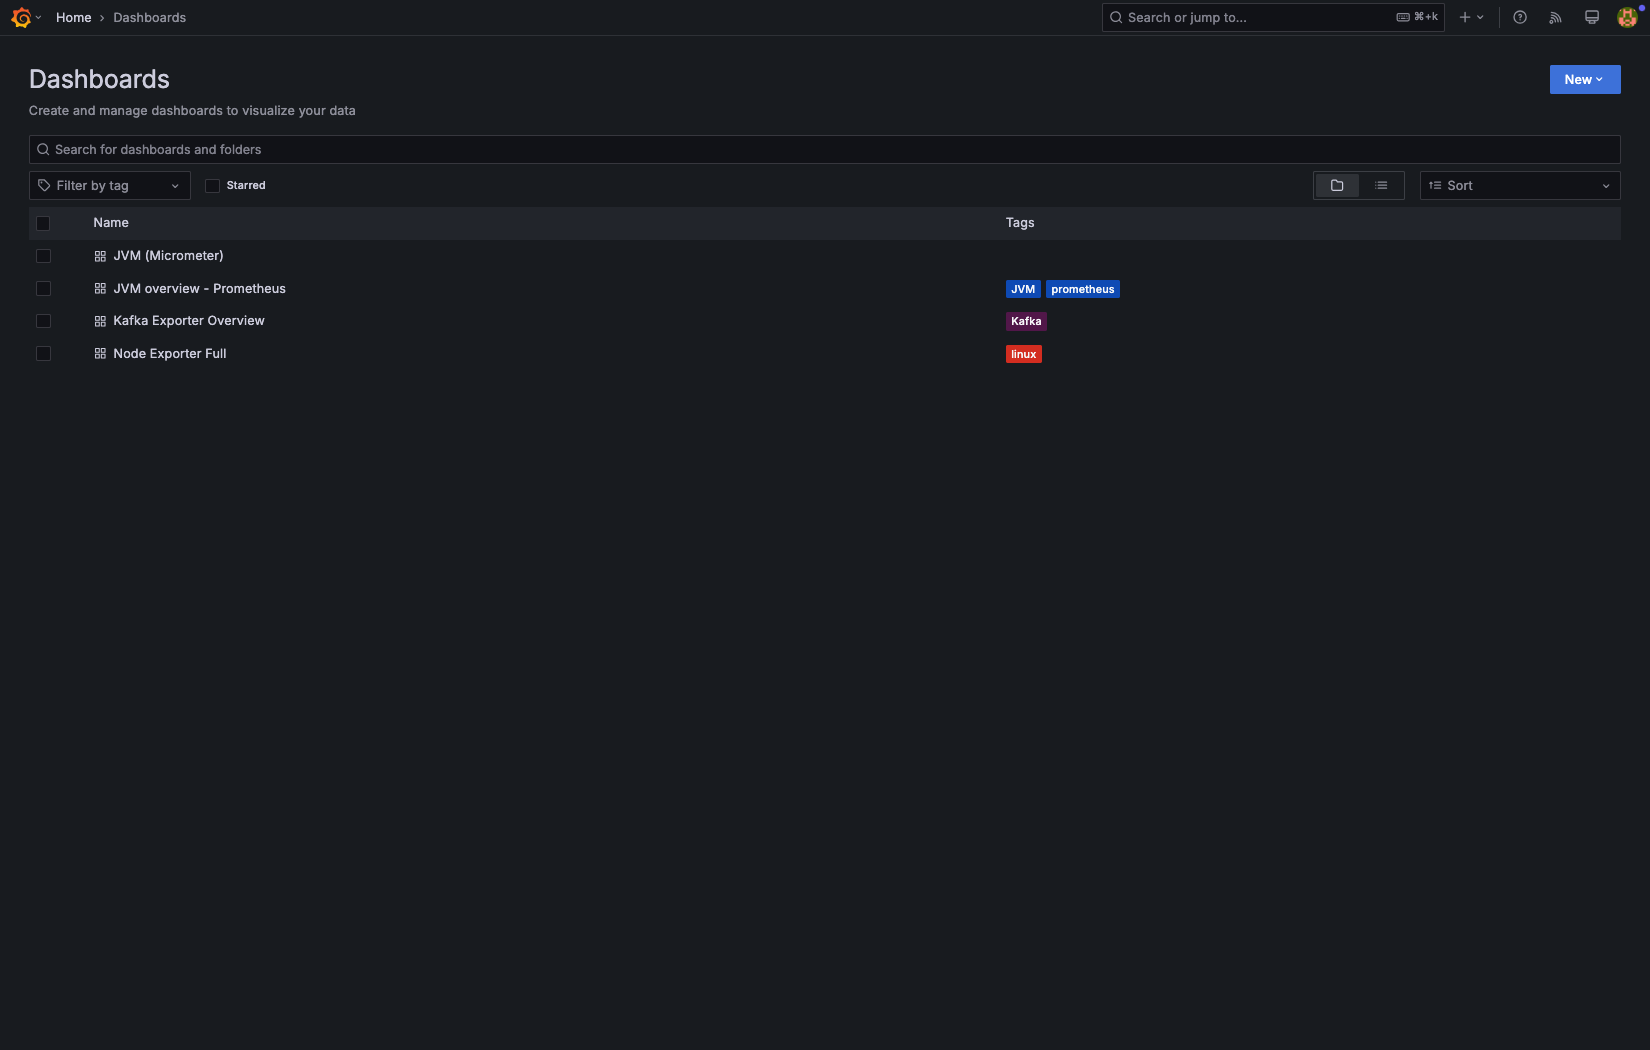 Home › Dashboards
Search or jump to... ⌘+k
Dashboards
New
Create and manage dashboards to visualize your data
Search for dashboards and folders
Filter by tag
Starred
Sort
Name Tags
JVM (Micrometer)
JVM overview - Prometheus JVM prometheus
Kafka Exporter Overview Kafka
Node Exporter Full linux